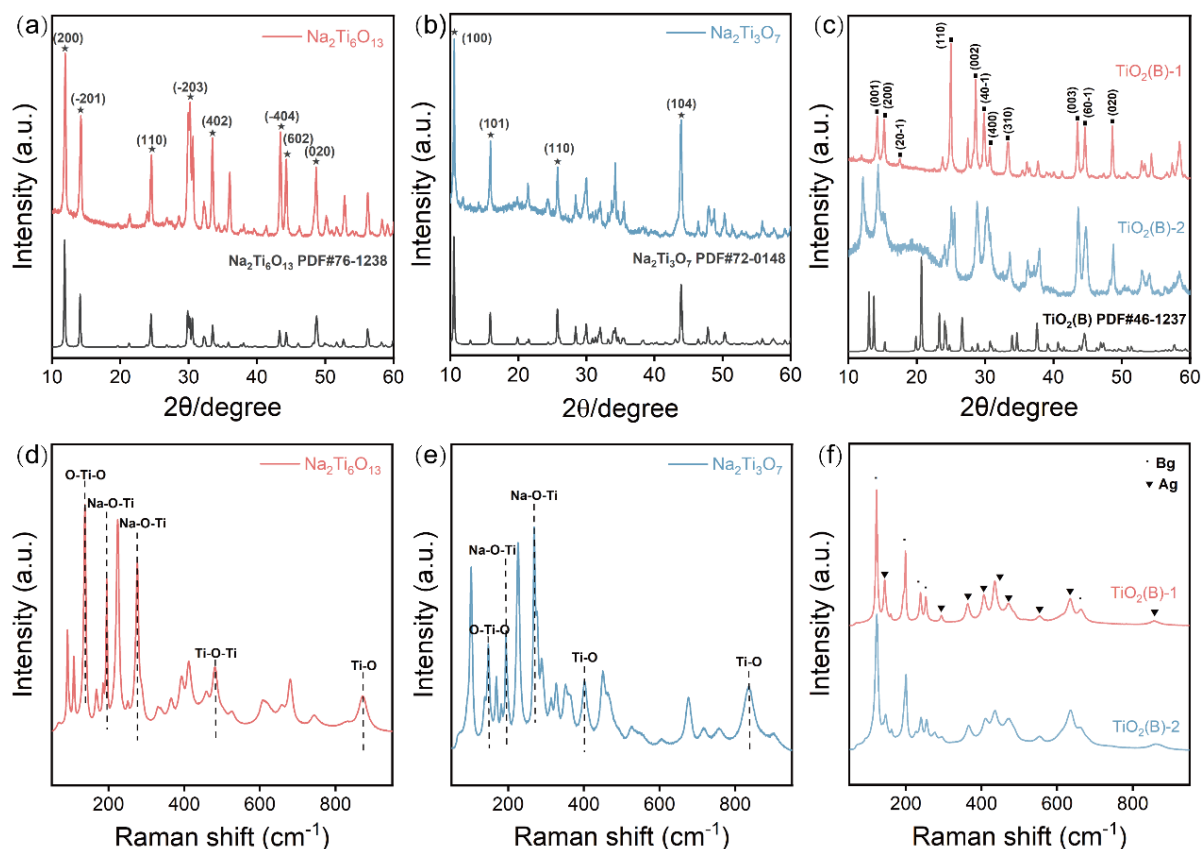 (a)
(200)
Na₂Ti₆O₁₃
(-201)
(-203)
(110)
(402)
(-404)
(602)
(020)
Na₂Ti₆O₁₃ PDF#76-1238
Intensity (a.u.)
10 20 30 40 50 60
2θ/degree
(b)
(100)
Na₂Ti₃O₇
(101)
(110)
(104)
Na₂Ti₃O₇ PDF#72-0148
Intensity (a.u.)
10 20 30 40 50 60
2θ/degree
(c)
(001)
(200)
(20-1)
(110)
(002)
(40-1)
(400)
(310)
(003)
(60-1)
(020)
TiO₂(B)-1
TiO₂(B)-2
TiO₂(B) PDF#46-1237
Intensity (a.u.)
10 20 30 40 50 60
2θ/degree
(d)
Na₂Ti₆O₁₃
O-Ti-O
Na-O-Ti
Na-O-Ti
Ti-O-Ti
Ti-O
Intensity (a.u.)
200 400 600 800
Raman shift (cm⁻¹)
(e)
Na₂Ti₃O₇
Na-O-Ti
Na-O-Ti
O-Ti-O
Ti-O
Ti-O
Intensity (a.u.)
200 400 600 800
Raman shift (cm⁻¹)
(f)
Bg
Ag
TiO₂(B)-1
TiO₂(B)-2
Intensity (a.u.)
200 400 600 800
Raman shift (cm⁻¹)